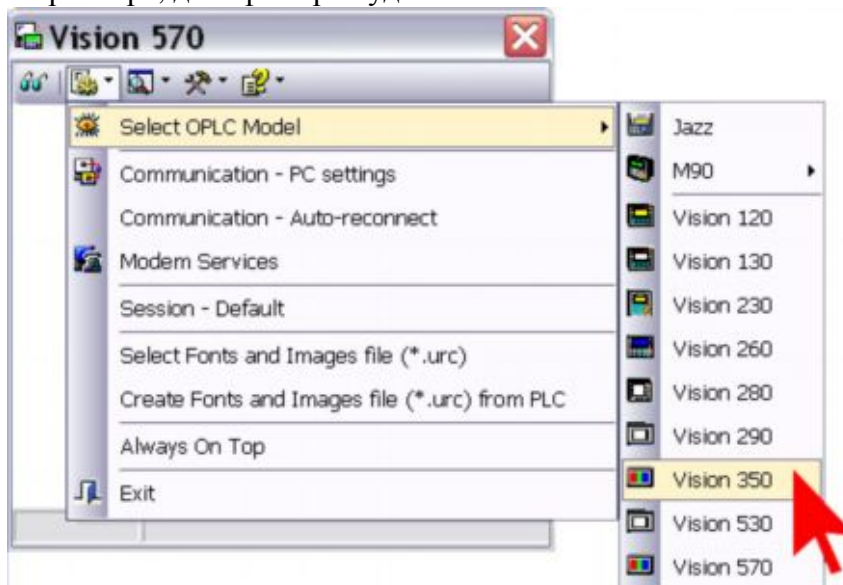 Vision 570
Select OPLC Model
Communication - PC settings
Communication - Auto-reconnect
Modem Services
Session - Default
Select Fonts and Images file (*.urc)
Create Fonts and Images file (*.urc) from PLC
Always On Top
Exit
Jazz
M90
Vision 120
Vision 130
Vision 230
Vision 260
Vision 280
Vision 290
Vision 350
Vision 530
Vision 570